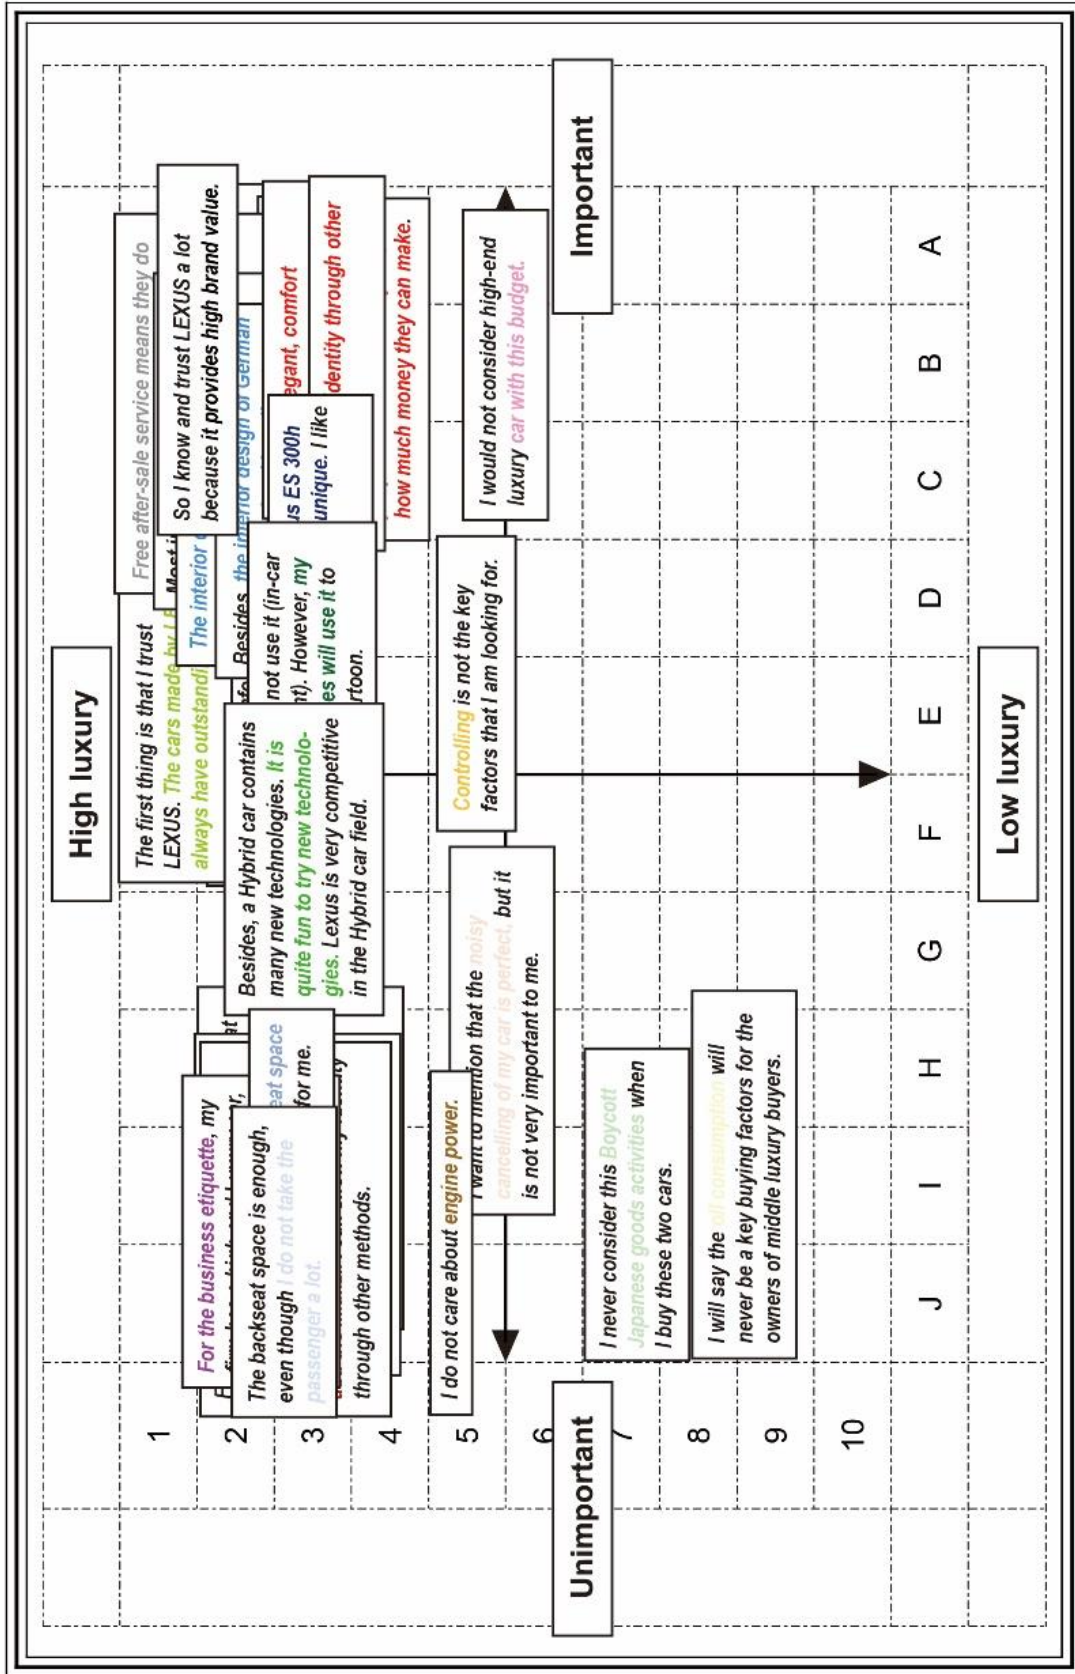 High luxury
Low luxury
Important
Unimportant
1
2
3
4
5
6
7
8
9
10
J
I
H
G
F
E
D
C
B
A
For the business etiquette, my
The backseat space is enough,
even though I do not take the
passenger a lot.
eat space
for me.
through other methods.
The first thing is that I trust
LEXUS. The cars made by
always have outstandi
Free after-sale service means they do
Most
The interior
So I know and trust LEXUS a lot
because it provides high brand value.
Besides, the interior design of German
egant, comfort
dentity through other
how much money they can make.
us ES 300h
unique. I like
not use it (in-car
nt). However, my
es will use it to
rtoon.
Besides, a Hybrid car contains
many new technologies. It is
quite fun to try new technolo-
gies. Lexus is very competitive
in the Hybrid car field.
I do not care about engine power.
I want to mention that the noisy
cancelling of my car is perfect, but it
is not very important to me.
Controlling is not the key
factors that I am looking for.
I would not consider high-end
luxury car with this budget.
I never consider this Boycott
Japanese goods activities when
I buy these two cars.
I will say the oil consumption will
never be a key buying factors for the
owners of middle luxury buyers.